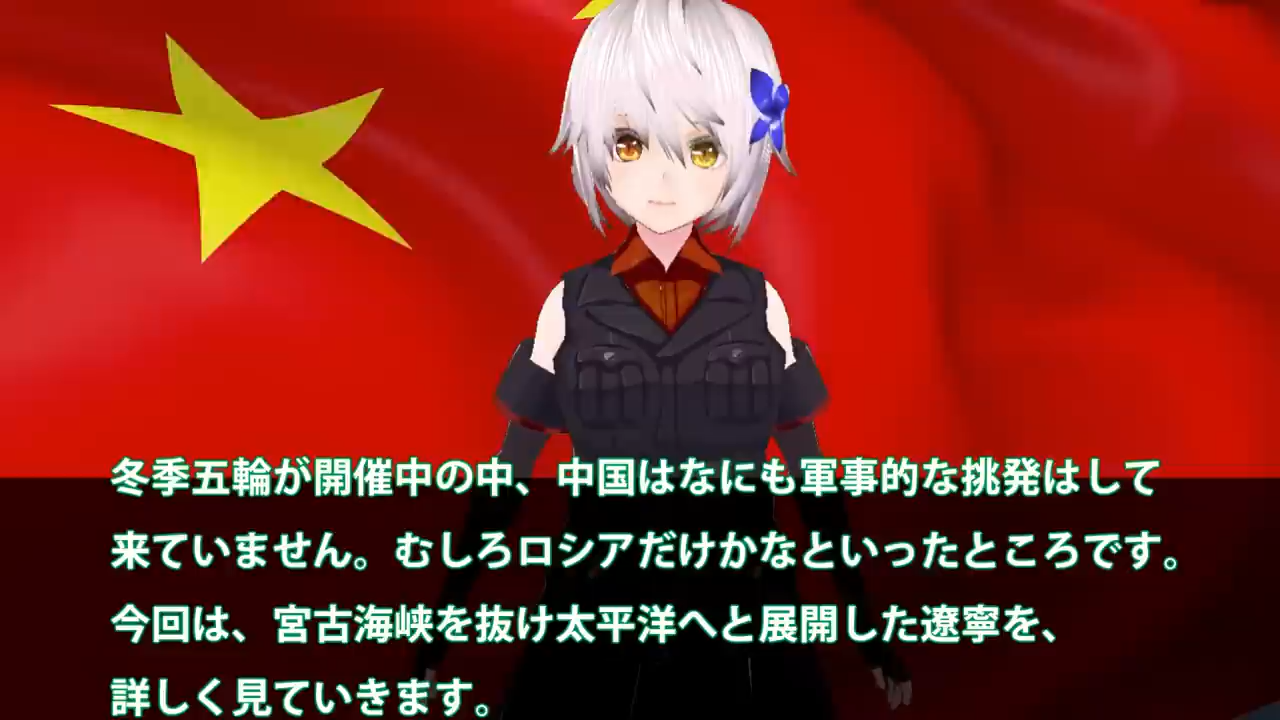 冬季五輪が開催中の中、中国はなにも軍事的な挑発はして
来ていません。むしろロシアだけかなといったところです。
今回は、宮古海峡を抜け太平洋へと展開した遼寧を、
詳しく見ていきます。